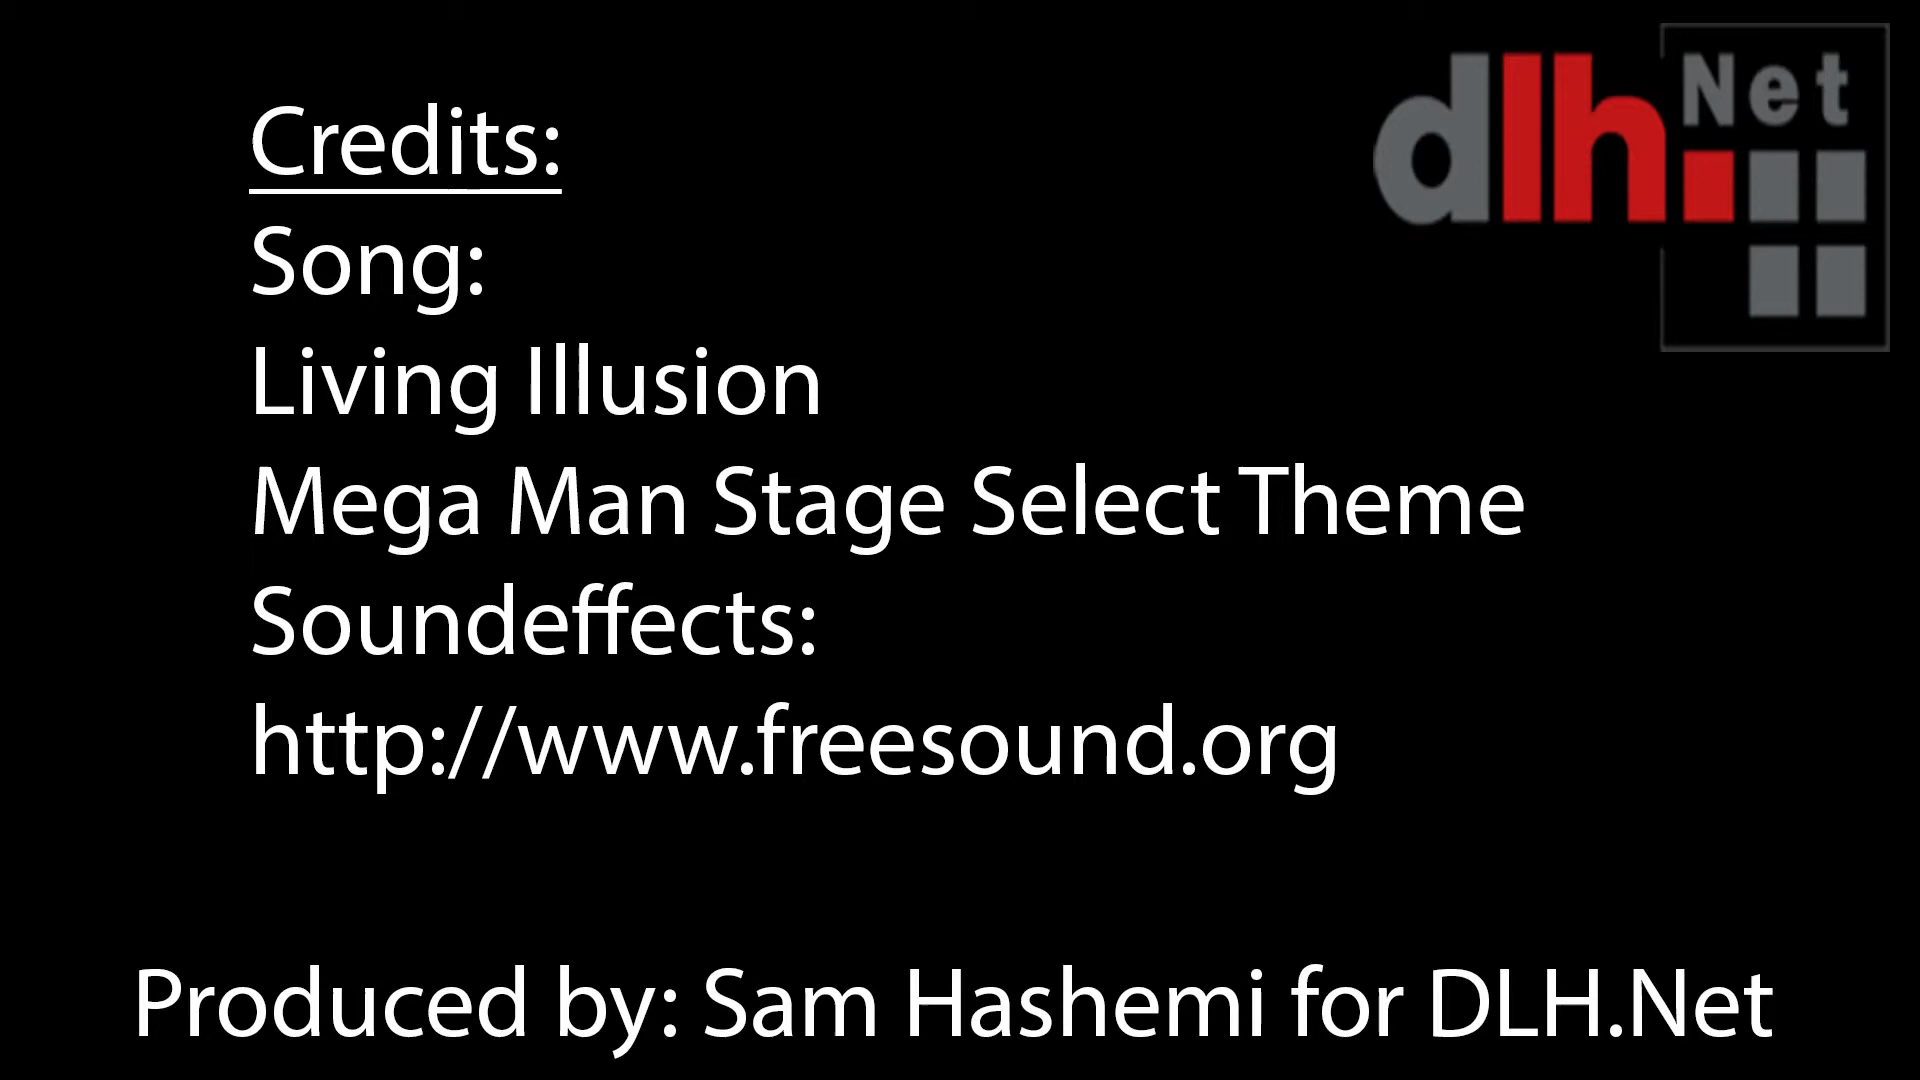 dlh.Net
Credits:
Song:
Living Illusion
Mega Man Stage Select Theme
Soundeffects:
http://www.freesound.org
Produced by: Sam Hashemi for DLH.Net